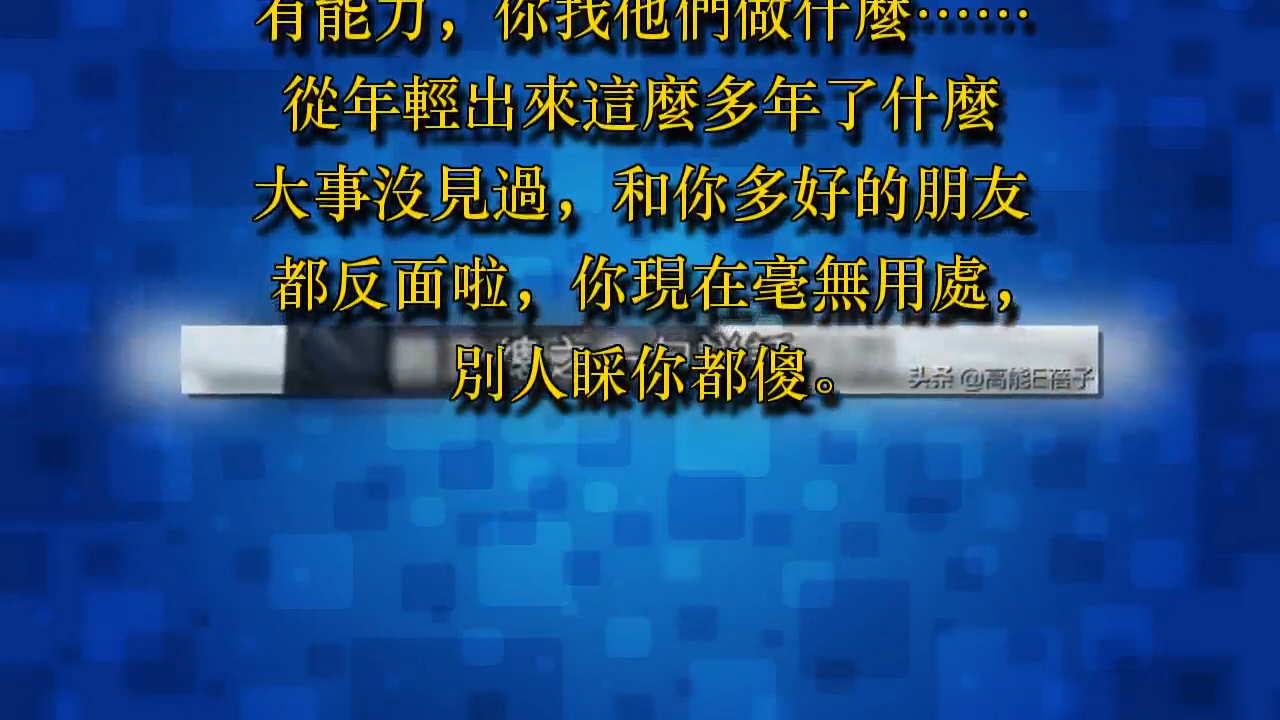 有能力，你找他們做什麼⋯⋯
從年輕出來這麼多年了什麼
大事沒見過，和你多好的朋友
都反面啦，你現在毫無用處，
別人睬你都傻。
头条 @高能日蓓子